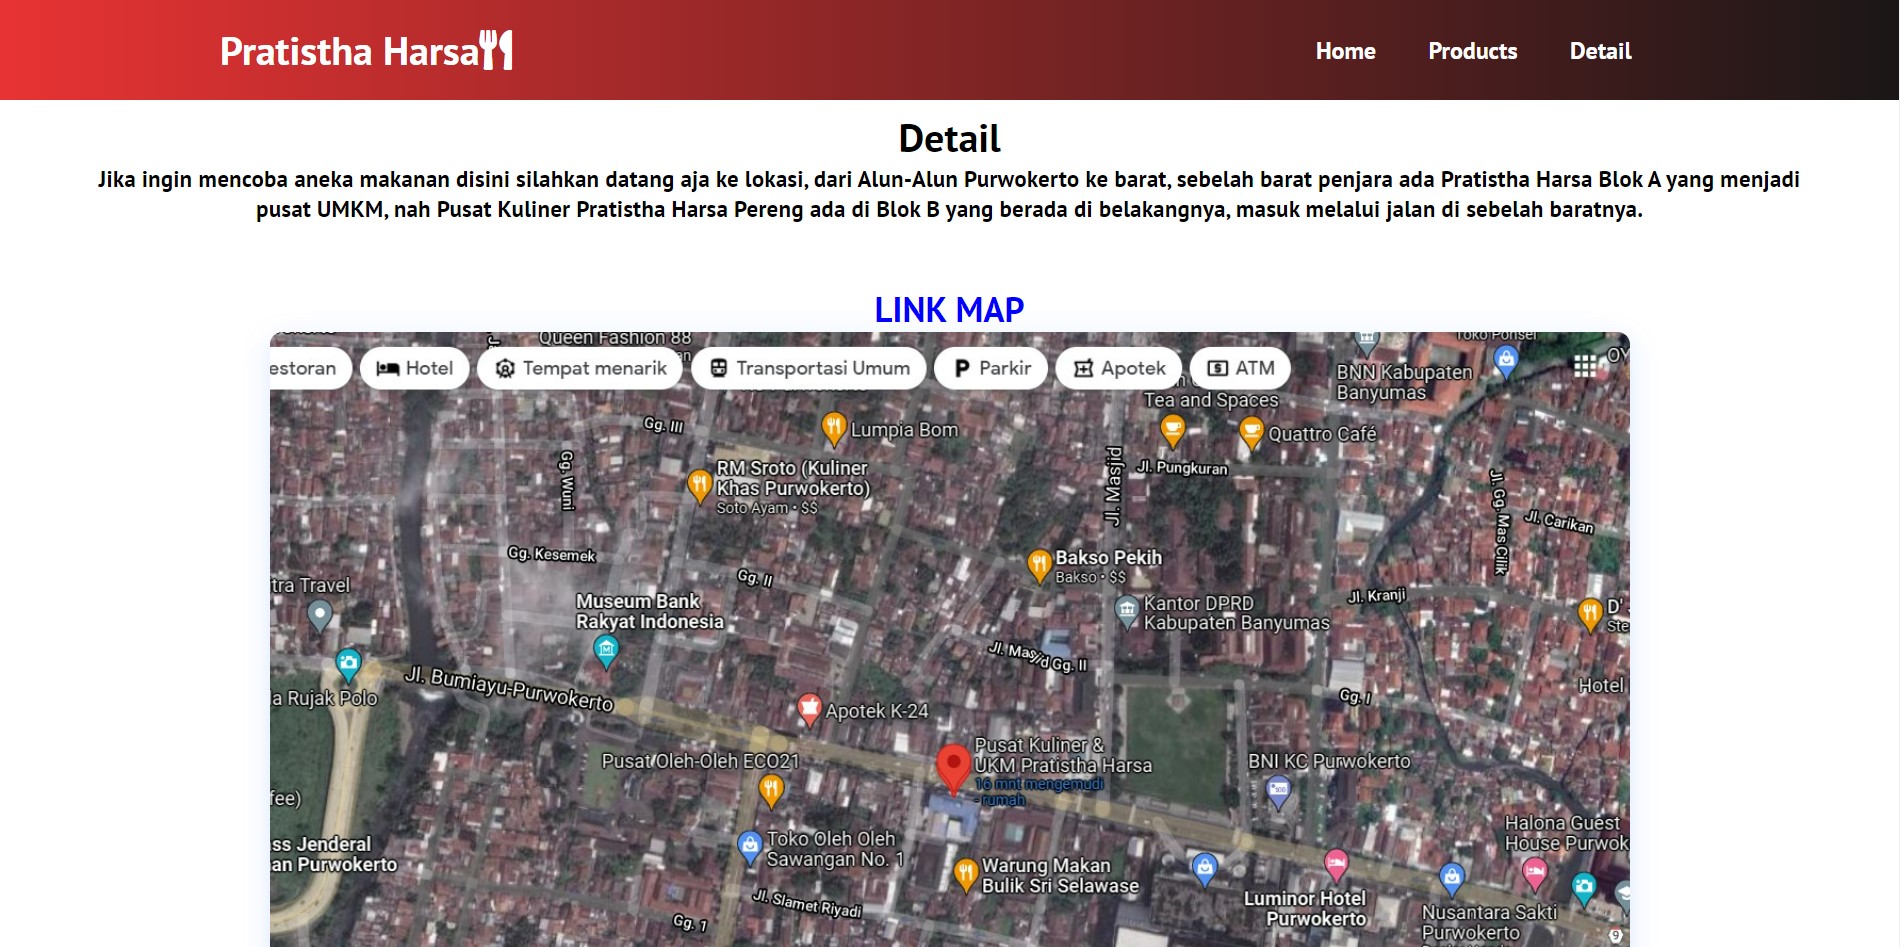 Pratistha Harsa
Home Products Detail
Detail
Jika ingin mencoba aneka makanan disini silahkan datang aja ke lokasi, dari Alun-Alun Purwokerto ke barat, sebelah barat penjara ada Pratistha Harsa Blok A yang menjadi
pusat UMKM, nah Pusat Kuliner Pratistha Harsa Pereng ada di Blok B yang berada di belakangnya, masuk melalui jalan di sebelah baratnya.
LINK MAP
Queen Fashion 88
Toko Ponsel
estoran
Hotel
Tempat menarik
Transportasi Umum
Parkir
Apotek
ATM
OY
BNN Kabupaten
Banyumas
Tea and Spaces
Quattro Café
Gg. III
Lumpia Bom
Gg. Wuni
RM Sroto (Kuliner
Khas Purwokerto)
Soto Ayam • $$
Jl. Masjid
Jl. Pungkuran
Jl. Gg. Mas Cilik
Jl. Carikan
Gg. Kesemek
Gg. II
Bakso Pekih
Bakso • $$
tra Travel
Museum Bank
Rakyat Indonesia
Kantor DPRD
Kabupaten Banyumas
Jl. Kranji
D'
Ste
Jl. Masjid Gg. II
a Rujak Polo
Jl. Bumiayu-Purwokerto
Gg. I
Hotel
Apotek K-24
Pusat Oleh-Oleh ECO21
Pusat Kuliner &
UKM Pratistha Harsa
16 mnt mengemudi
- rumah
BNI KC Purwokerto
fee)
ss Jenderal
an Purwokerto
Toko Oleh Oleh
Sawangan No. 1
Warung Makan
Bulik Sri Selawase
Halona Guest
House Purwok
Jl. Slamet Riyadi
Gg. 1
Luminor Hotel
Purwokerto
Nusantara Sakti
Purwokerto
9